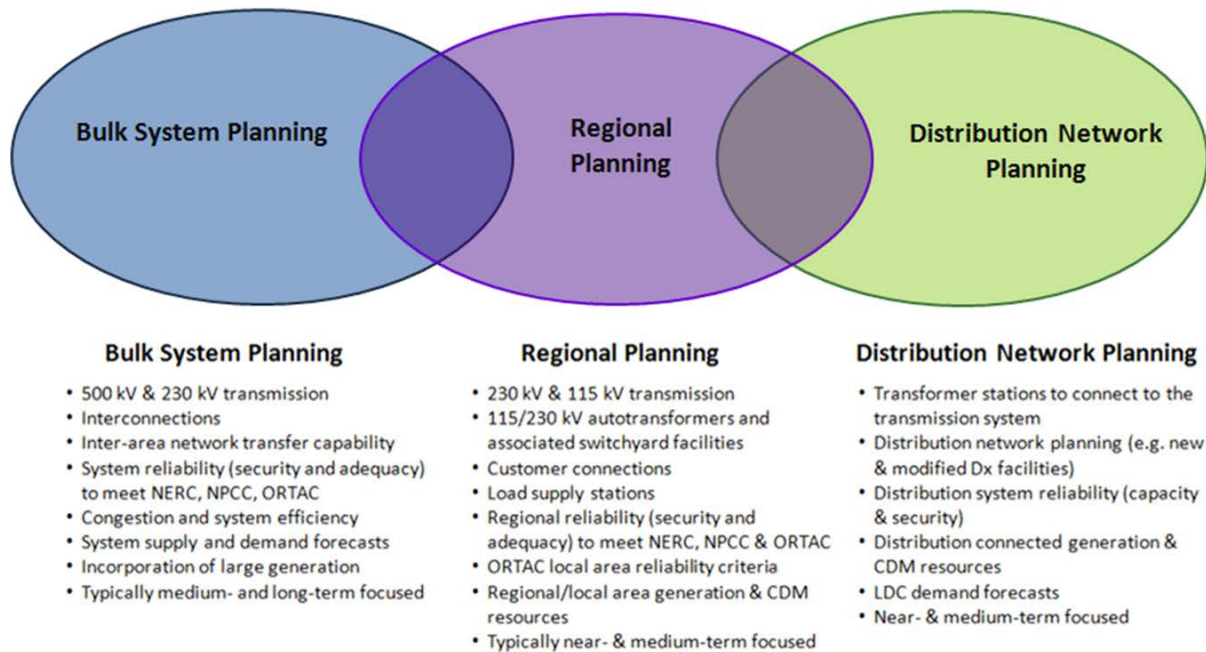 Bulk System Planning
Regional
Planning
Distribution Network
Planning
Bulk System Planning
• 500 kV & 230 kV transmission
• Interconnections
• Inter-area network transfer capability
• System reliability (security and adequacy)
to meet NERC, NPCC, ORTAC
• Congestion and system efficiency
• System supply and demand forecasts
• Incorporation of large generation
• Typically medium- and long-term focused
Regional Planning
• 230 kV & 115 kV transmission
• 115/230 kV autotransformers and
associated switchyard facilities
• Customer connections
• Load supply stations
• Regional reliability (security and
adequacy) to meet NERC, NPCC & ORTAC
• ORTAC local area reliability criteria
• Regional/local area generation & CDM
resources
• Typically near- & medium-term focused
Distribution Network Planning
• Transformer stations to connect to the
transmission system
• Distribution network planning (e.g. new
& modified Dx facilities)
• Distribution system reliability (capacity
& security)
• Distribution connected generation &
CDM resources
• LDC demand forecasts
• Near- & medium-term focused